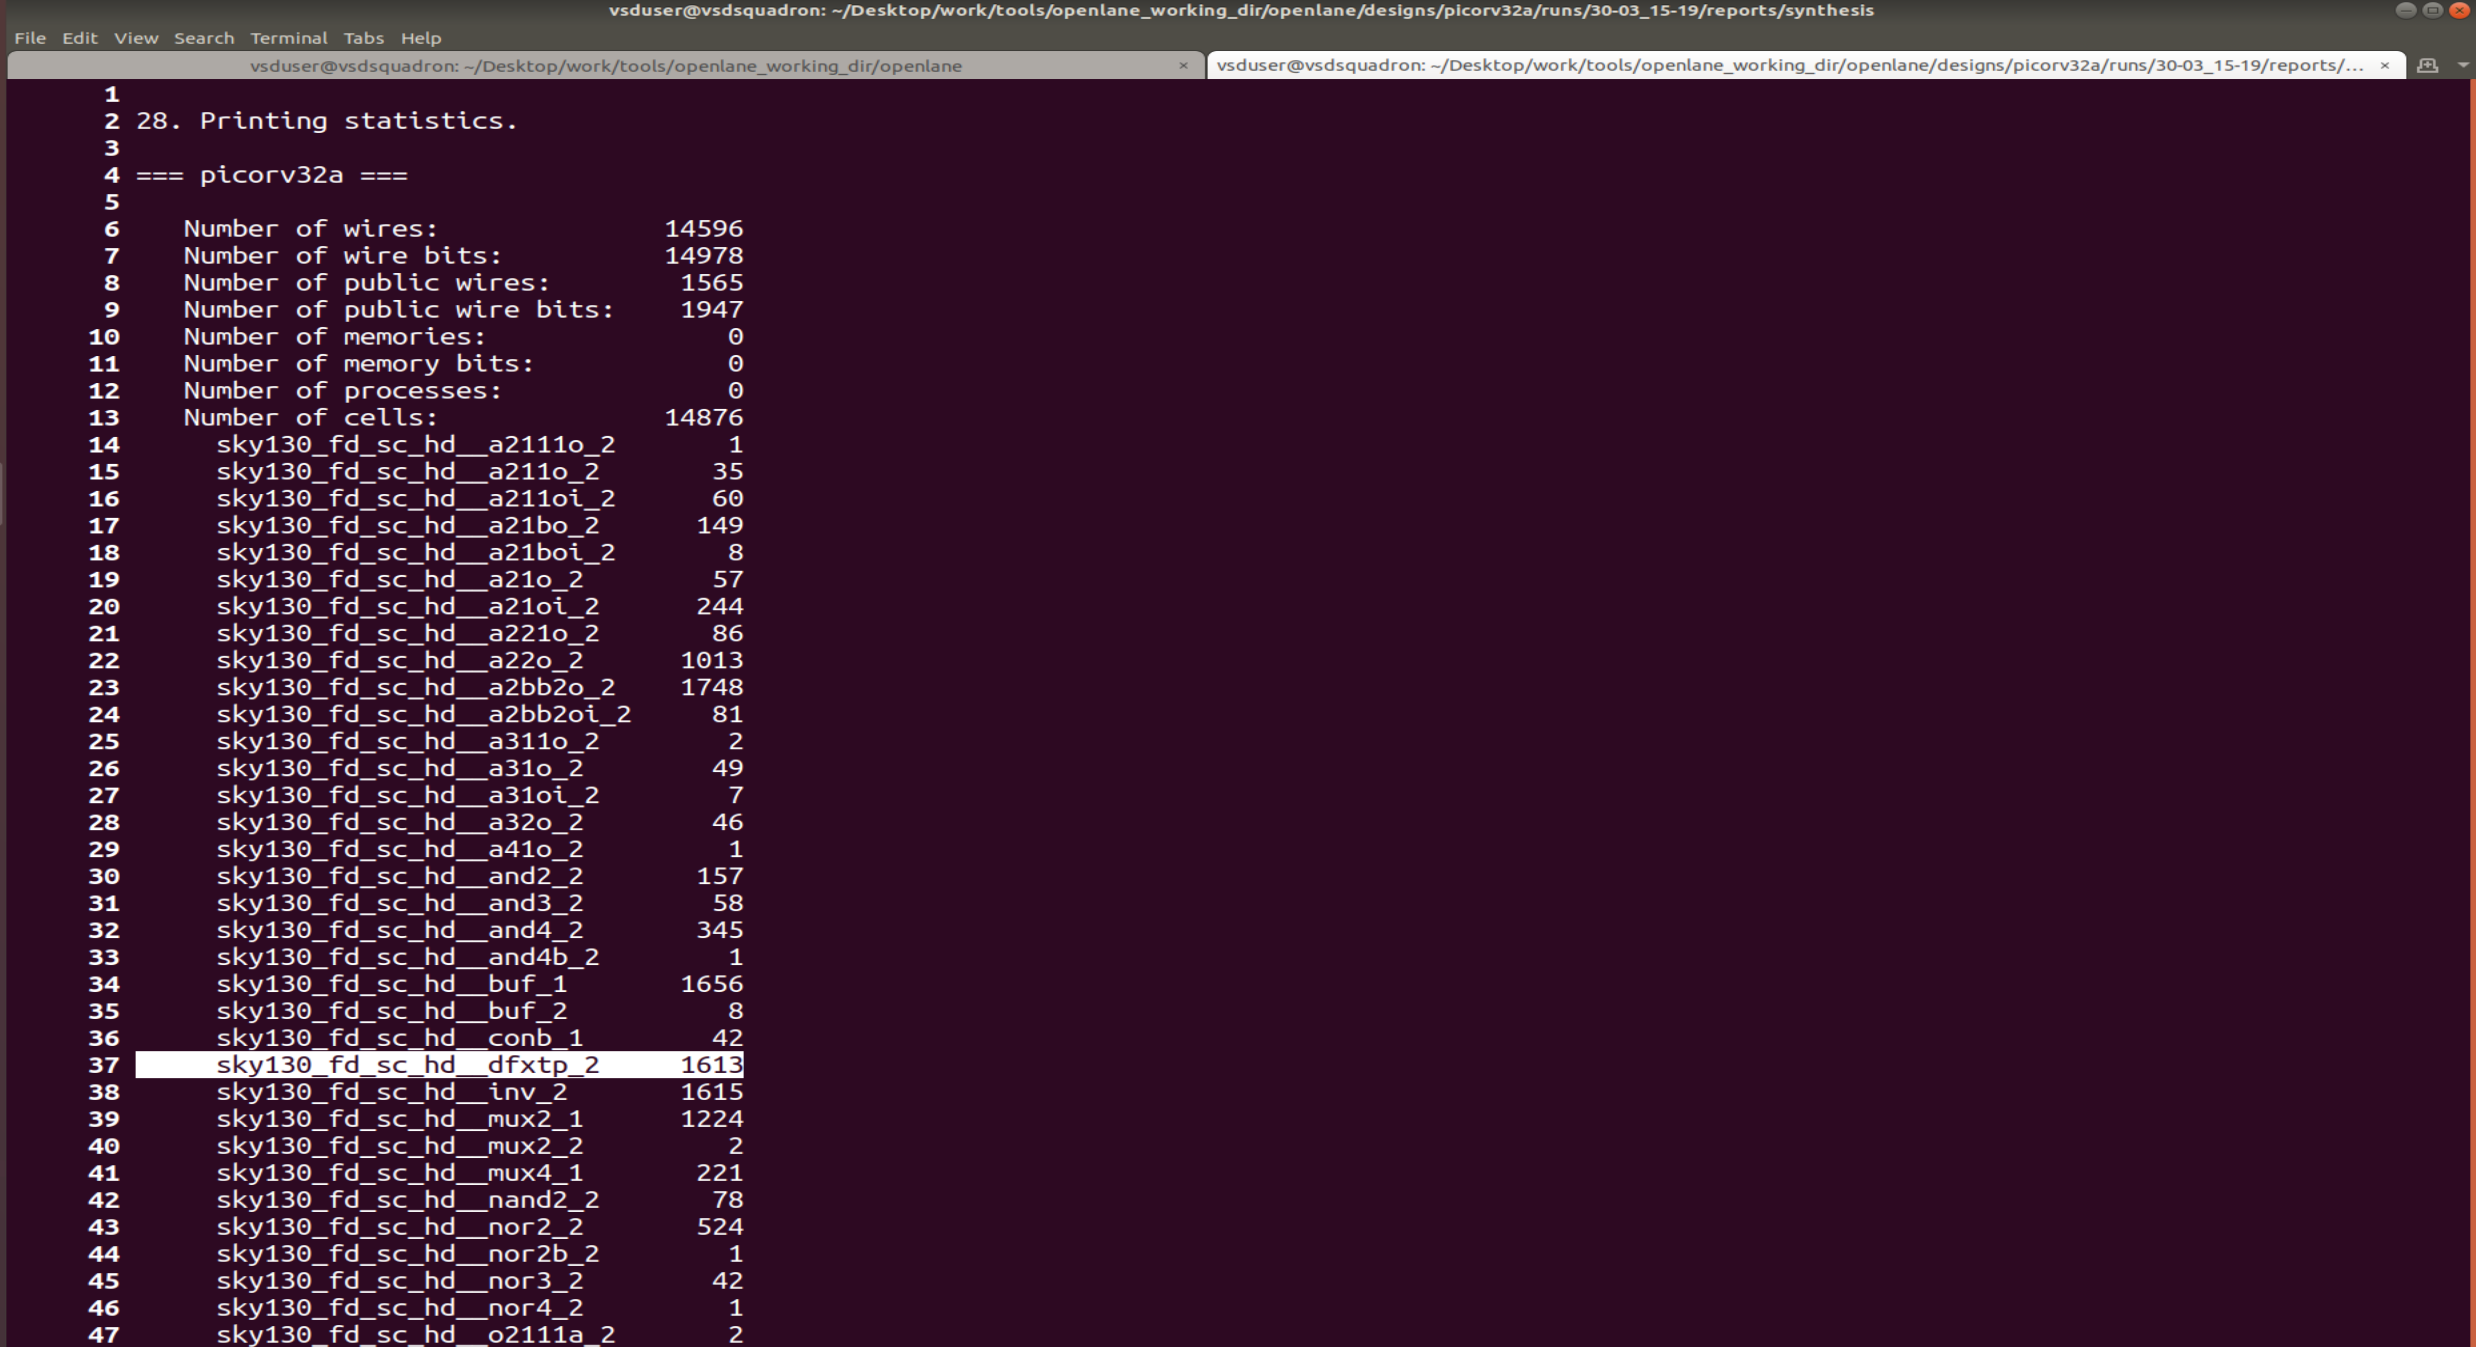 vsduser@vsdsquadron: ~/Desktop/work/tools/openlane_working_dir/openlane/designs/picorv32a/runs/30-03_15-19/reports/synthesis
File Edit View Search Terminal Tabs Help
vsduser@vsdsquadron: ~/Desktop/work/tools/openlane_working_dir/openlane × vsduser@vsdsquadron: ~/Desktop/work/tools/openlane_working_dir/openlane/designs/picorv32a/runs/30-03_15-19/reports/... ×
1
2 28. Printing statistics.
3
4 === picorv32a ===
5
6 Number of wires: 14596
7 Number of wire bits: 14978
8 Number of public wires: 1565
9 Number of public wire bits: 1947
10 Number of memories: 0
11 Number of memory bits: 0
12 Number of processes: 0
13 Number of cells: 14876
14 sky130_fd_sc_hd__a2111o_2 1
15 sky130_fd_sc_hd__a211o_2 35
16 sky130_fd_sc_hd__a211oi_2 60
17 sky130_fd_sc_hd__a21bo_2 149
18 sky130_fd_sc_hd__a21boi_2 8
19 sky130_fd_sc_hd__a21o_2 57
20 sky130_fd_sc_hd__a21oi_2 244
21 sky130_fd_sc_hd__a221o_2 86
22 sky130_fd_sc_hd__a22o_2 1013
23 sky130_fd_sc_hd__a2bb2o_2 1748
24 sky130_fd_sc_hd__a2bb2oi_2 81
25 sky130_fd_sc_hd__a311o_2 2
26 sky130_fd_sc_hd__a31o_2 49
27 sky130_fd_sc_hd__a31oi_2 7
28 sky130_fd_sc_hd__a32o_2 46
29 sky130_fd_sc_hd__a41o_2 1
30 sky130_fd_sc_hd__and2_2 157
31 sky130_fd_sc_hd__and3_2 58
32 sky130_fd_sc_hd__and4_2 345
33 sky130_fd_sc_hd__and4b_2 1
34 sky130_fd_sc_hd__buf_1 1656
35 sky130_fd_sc_hd__buf_2 8
36 sky130_fd_sc_hd__conb_1 42
37 sky130_fd_sc_hd__dfxtp_2 1613
38 sky130_fd_sc_hd__inv_2 1615
39 sky130_fd_sc_hd__mux2_1 1224
40 sky130_fd_sc_hd__mux2_2 2
41 sky130_fd_sc_hd__mux4_1 221
42 sky130_fd_sc_hd__nand2_2 78
43 sky130_fd_sc_hd__nor2_2 524
44 sky130_fd_sc_hd__nor2b_2 1
45 sky130_fd_sc_hd__nor3_2 42
46 sky130_fd_sc_hd__nor4_2 1
47 sky130_fd_sc_hd__o2111a_2 2